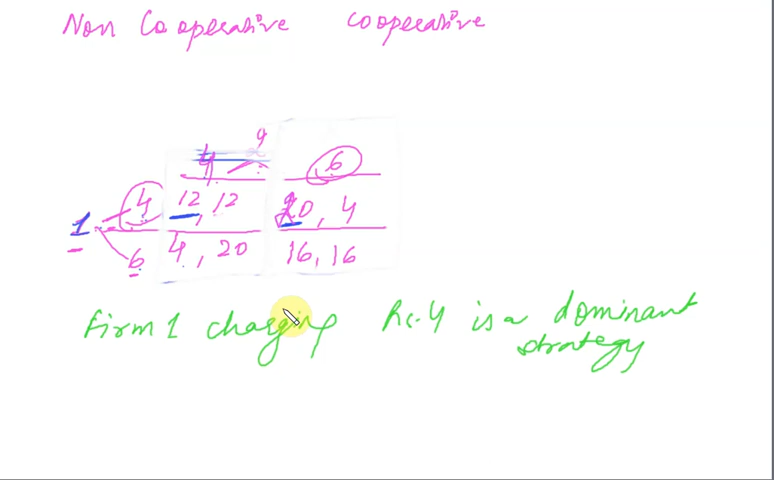 Non Cooperative cooperative
4 6
4 12, 12 20, 4
1
6 4, 20 16, 16
Firm 1 charging Rs.4 is a dominant
strategy